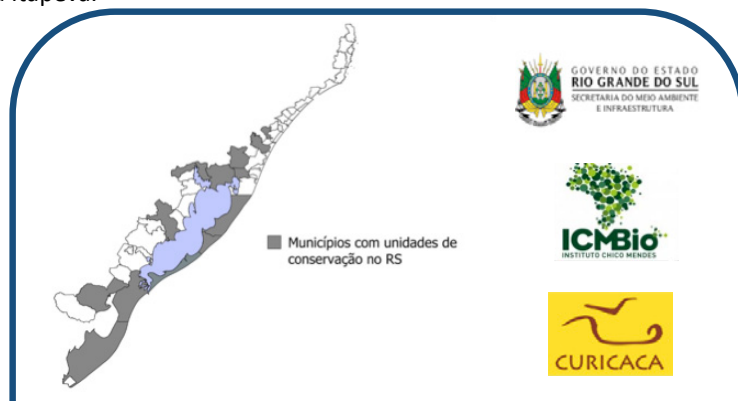 GOVERNO DO ESTADO
RIO GRANDE DO SUL
SECRETARIA DO MEIO AMBIENTE
E INFRAESTRUTURA
ICMBio
INSTITUTO CHICO MENDES
Municípios com unidades de
conservação no RS
CURICACA